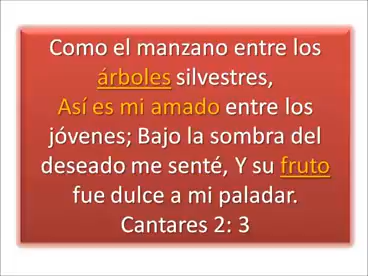 Como el manzano entre los
árboles silvestres,
Así es mi amado entre los
jóvenes; Bajo la sombra del
deseado me senté, Y su fruto
fue dulce a mi paladar.
Cantares 2: 3